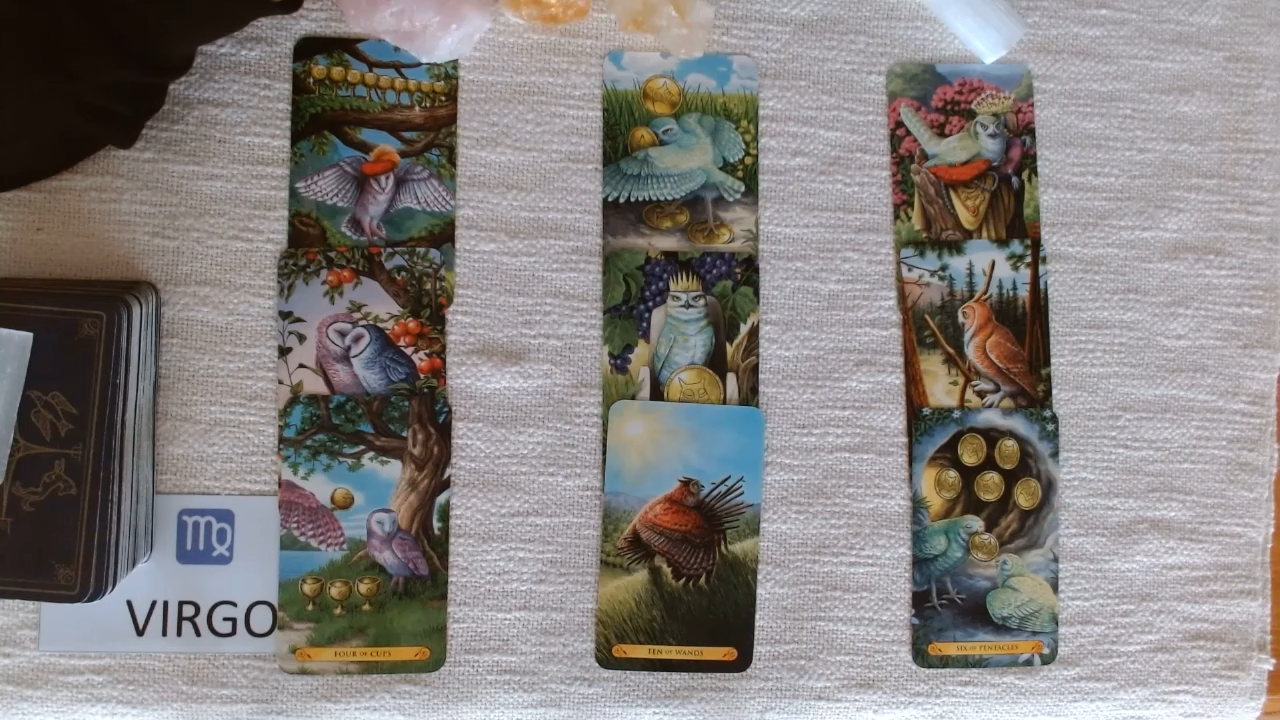 VIRGO
FOUR OF CUPS
TEN OF WANDS
SIX OF PENTACLES